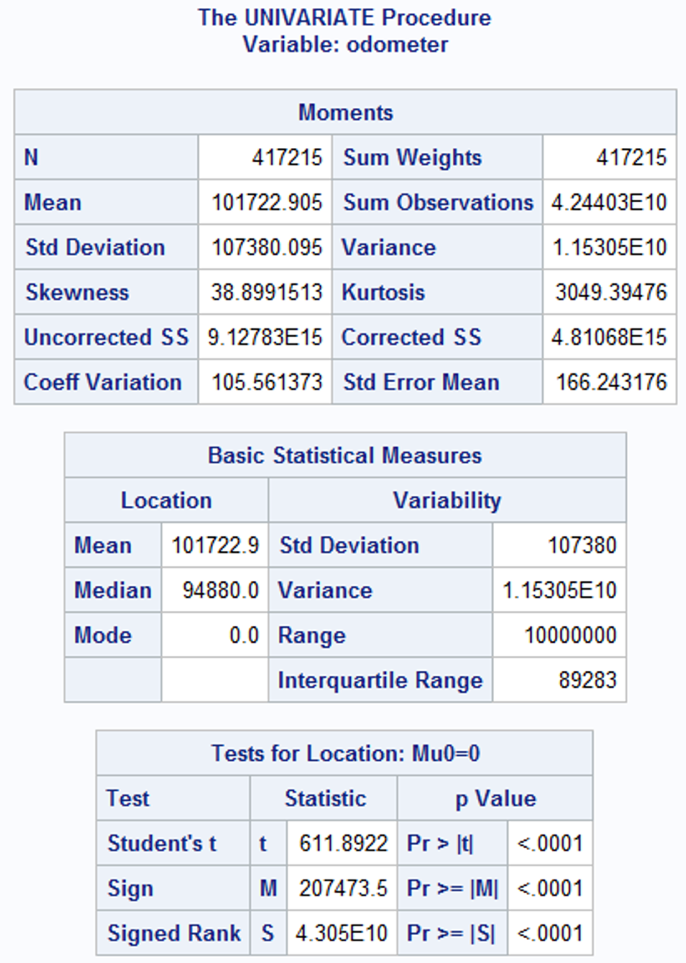 The UNIVARIATE Procedure
Variable: odometer
Moments
N 417215 Sum Weights 417215
Mean 101722.905 Sum Observations 4.24403E10
Std Deviation 107380.095 Variance 1.15305E10
Skewness 38.8991513 Kurtosis 3049.39476
Uncorrected SS 9.12783E15 Corrected SS 4.81068E15
Coeff Variation 105.561373 Std Error Mean 166.243176
Basic Statistical Measures
Location Variability
Mean 101722.9 Std Deviation 107380
Median 94880.0 Variance 1.15305E10
Mode 0.0 Range 10000000
Interquartile Range 89283
Tests for Location: Mu0=0
Test Statistic p Value
Student's t t 611.8922 Pr > |t| <.0001
Sign M 207473.5 Pr >= |M| <.0001
Signed Rank S 4.305E10 Pr >= |S| <.0001